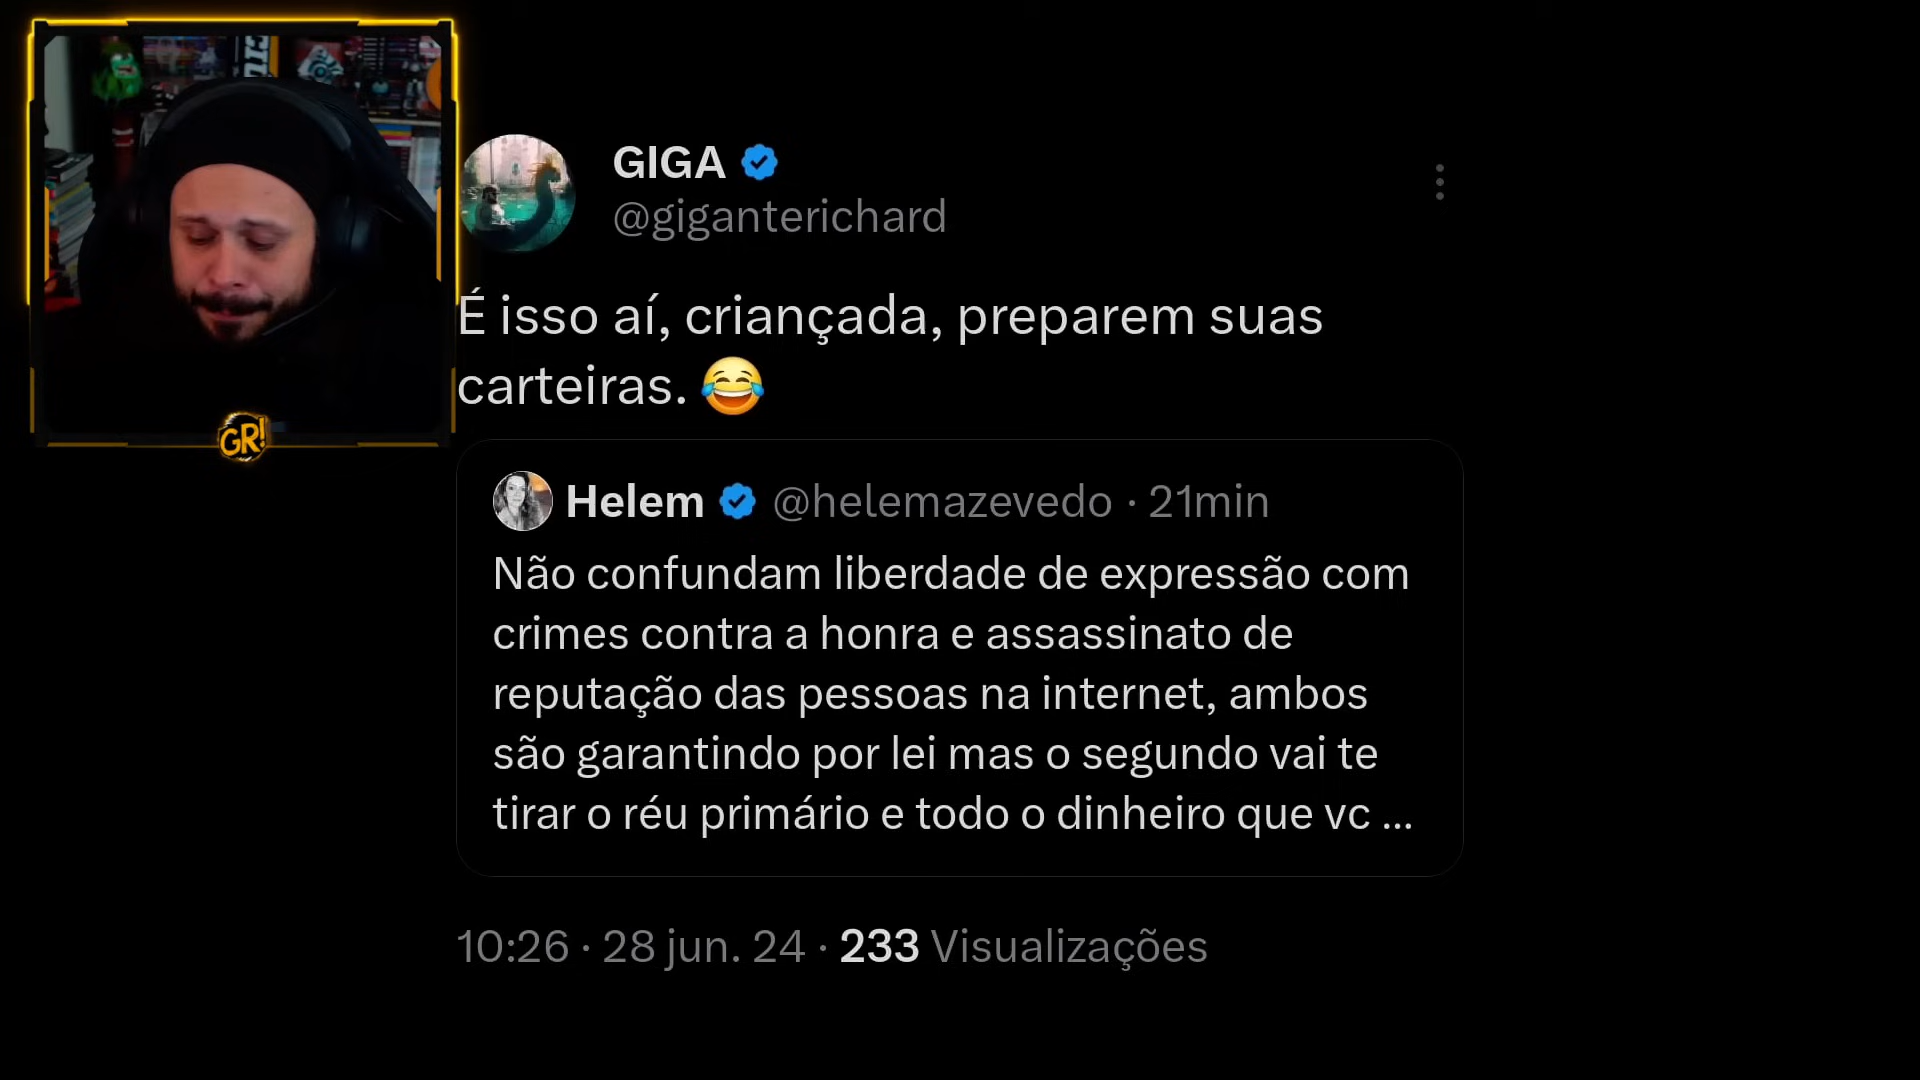 GIGA
@giganterichard
É isso aí, criançada, preparem suas
carteiras. 😂
Helem @helemazevedo · 21min
Não confundam liberdade de expressão com
crimes contra a honra e assassinato de
reputação das pessoas na internet, ambos
são garantindo por lei mas o segundo vai te
tirar o réu primário e todo o dinheiro que vc ...
10:26 · 28 jun. 24 · 233 Visualizações
GR!